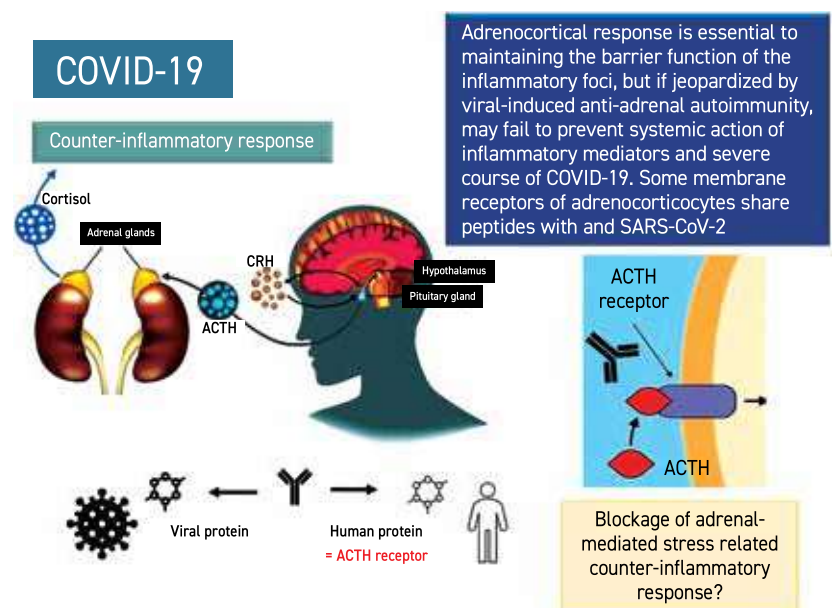 COVID-19
Adrenocortical response is essential to
maintaining the barrier function of the
inflammatory foci, but if jeopardized by
viral-induced anti-adrenal autoimmunity,
may fail to prevent systemic action of
inflammatory mediators and severe
course of COVID-19. Some membrane
receptors of adrenocorticocytes share
peptides with and SARS-CoV-2
Counter-inflammatory response
Cortisol
Adrenal glands
CRH
Hypothalamus
Pituitary gland
ACTH
ACTH
receptor
ACTH
Viral protein
Human protein
= ACTH receptor
Blockage of adrenal-
mediated stress related
counter-inflammatory
response?